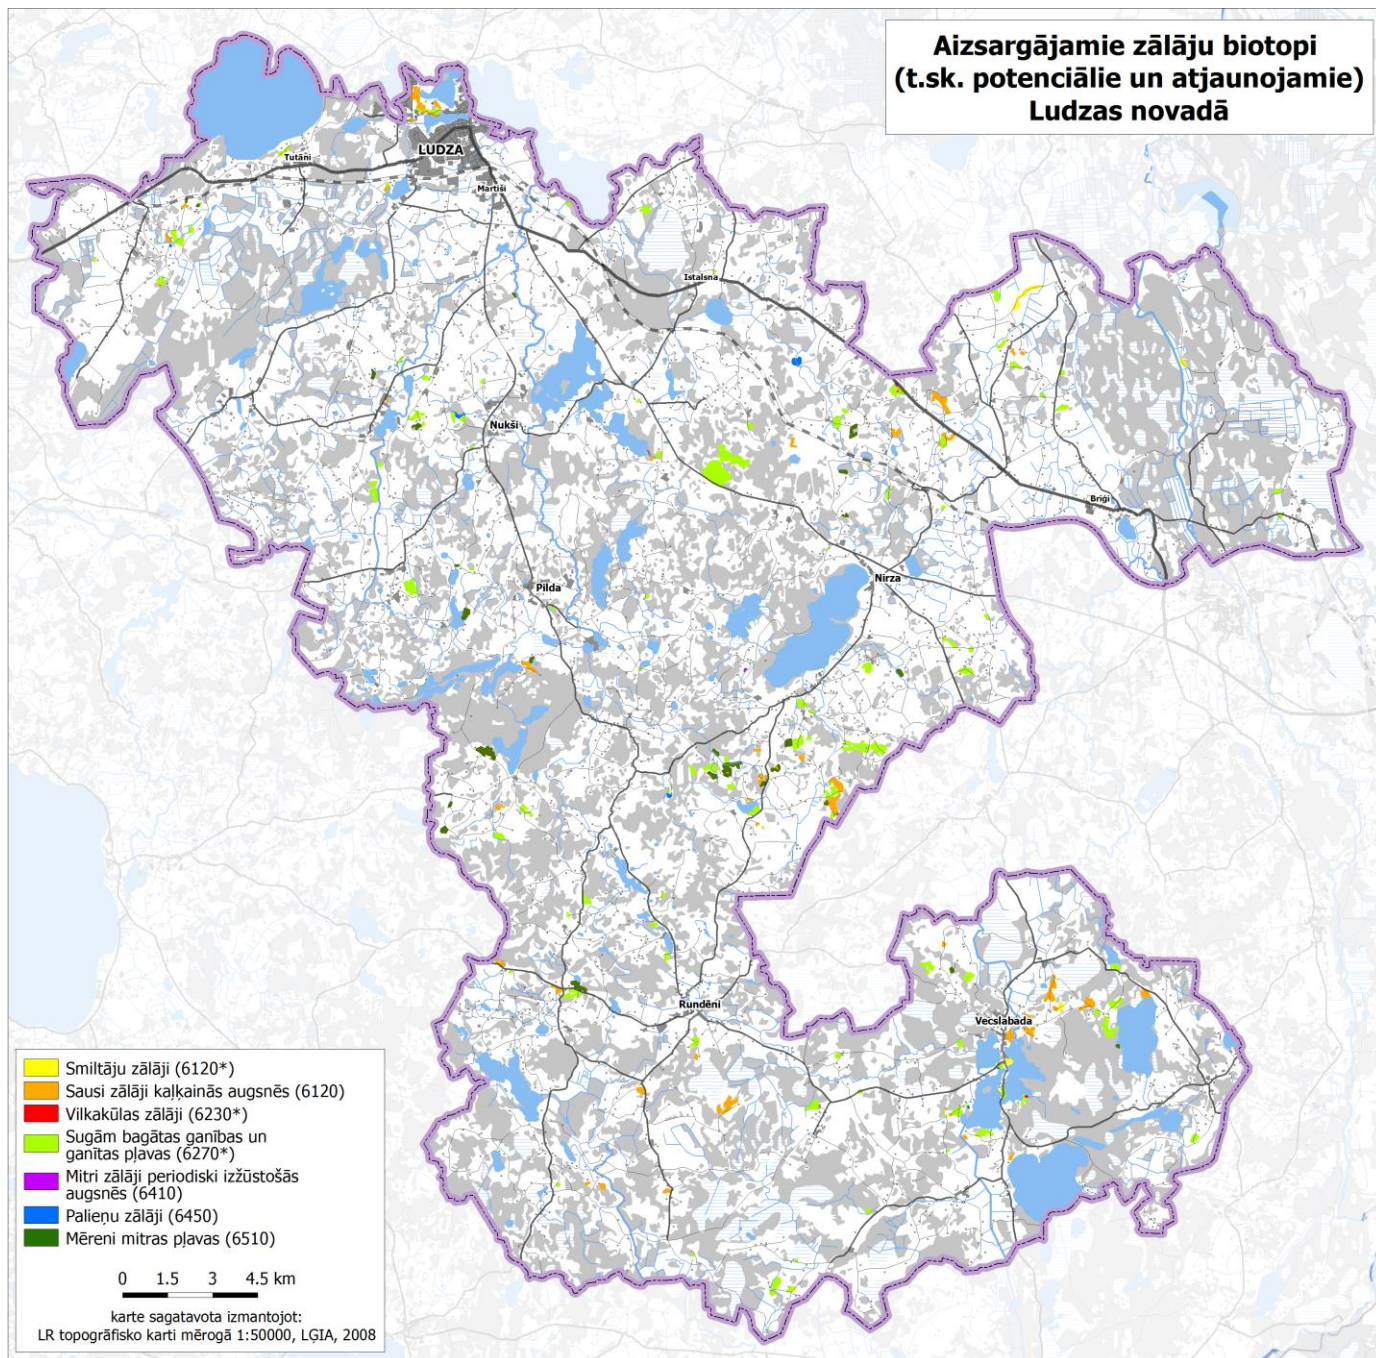 Aizsargājamie zālāju biotopi
(t.sk. potenciālie un atjaunojamie)
Ludzas novadā
LUDZA
Tutāni
Martiši
Istalsna
Nukši
Briģi
Nirza
Pilda
Rundēni
Vecslabada
Smiltāju zālāji (6120*)
Sausi zālāji kaļķainās augsnēs (6120)
Vilkakūlas zālāji (6230*)
Sugām bagātas ganības un
ganītas pļavas (6270*)
Mitri zālāji periodiski izžūstošās
augsnēs (6410)
Palieņu zālāji (6450)
Mēreni mitras pļavas (6510)
0 1.5 3 4.5 km
karte sagatavota izmantojot:
LR topogrāfisko karti mērogā 1:50000, LĢIA, 2008